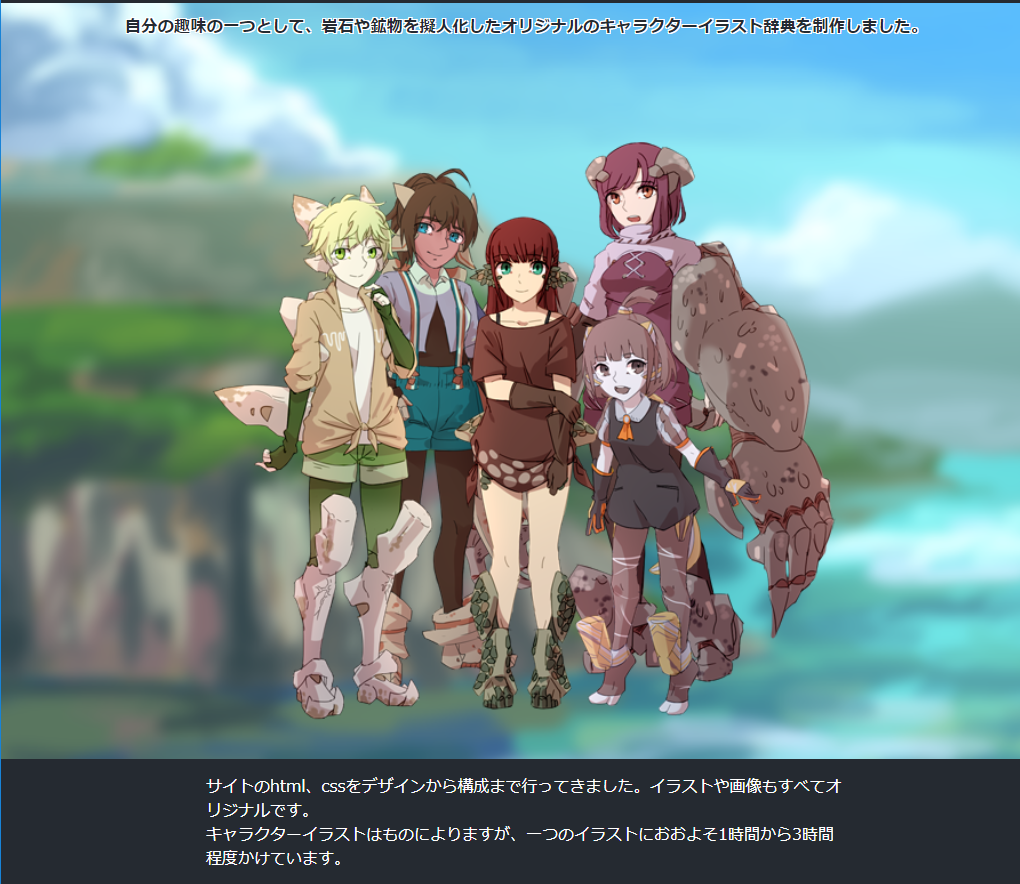 自分の趣味の一つとして、岩石や鉱物を擬人化したオリジナルのキャラクターイラスト辞典を制作しました。
サイトのhtml、cssをデザインから構成まで行ってきました。イラストや画像もすべてオ
リジナルです。
キャラクターイラストはものによりますが、一つのイラストにおおよそ1時間から3時間
程度かけています。